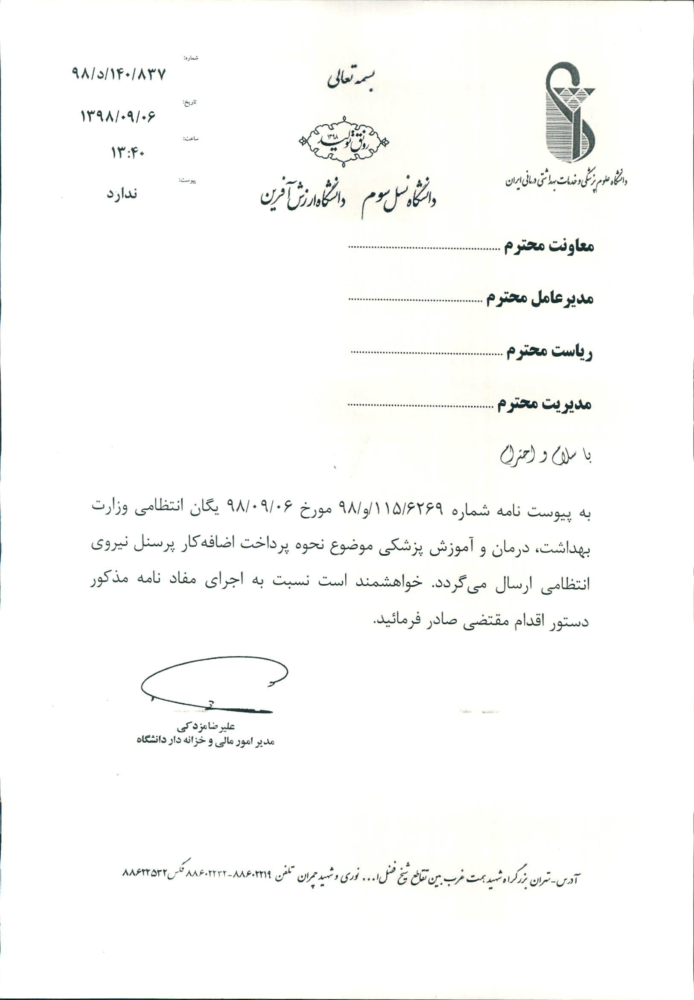 بسمه تعالی
شماره:
۹۸/د/۱۴۰/۸۳۷
تاریخ:
۱۳۹۸/۰۹/۰۶
ساعت:
۱۳:۴۰
پیوست:
ندارد
رونق تولید ۱۳۹۸
دانشگاه علوم پزشکی و خدمات بهداشتی درمانی ایران
دانشگاه نسل سوم دانشگاه ارزش آفرین
معاونت محترم ................................................
مدیرعامل محترم ................................................
ریاست محترم ................................................
مدیریت محترم ................................................
با سلام و احترام
به پیوست نامه شماره ۹۸/و/۱۱۵/۶۲۶۹ مورخ ۹۸/۰۹/۰۶ یگان انتظامی وزارت
بهداشت، درمان و آموزش پزشکی موضوع نحوه پرداخت اضافه‌کار پرسنل نیروی
انتظامی ارسال می‌گردد. خواهشمند است نسبت به اجرای مفاد نامه مذکور
دستور اقدام مقتضی صادر فرمائید.
علیرضا مزدکی
مدیر امور مالی و خزانه دار دانشگاه
آدرس-تهران بزرگراه شهید همت غرب بین تقاطع شیخ فضل ا... نوری و شهید چمران تلفن ۸۸۶۰۲۲۱۹-۸۸۶۰۲۲۳۲ فکس ۸۸۶۲۲۵۳۲